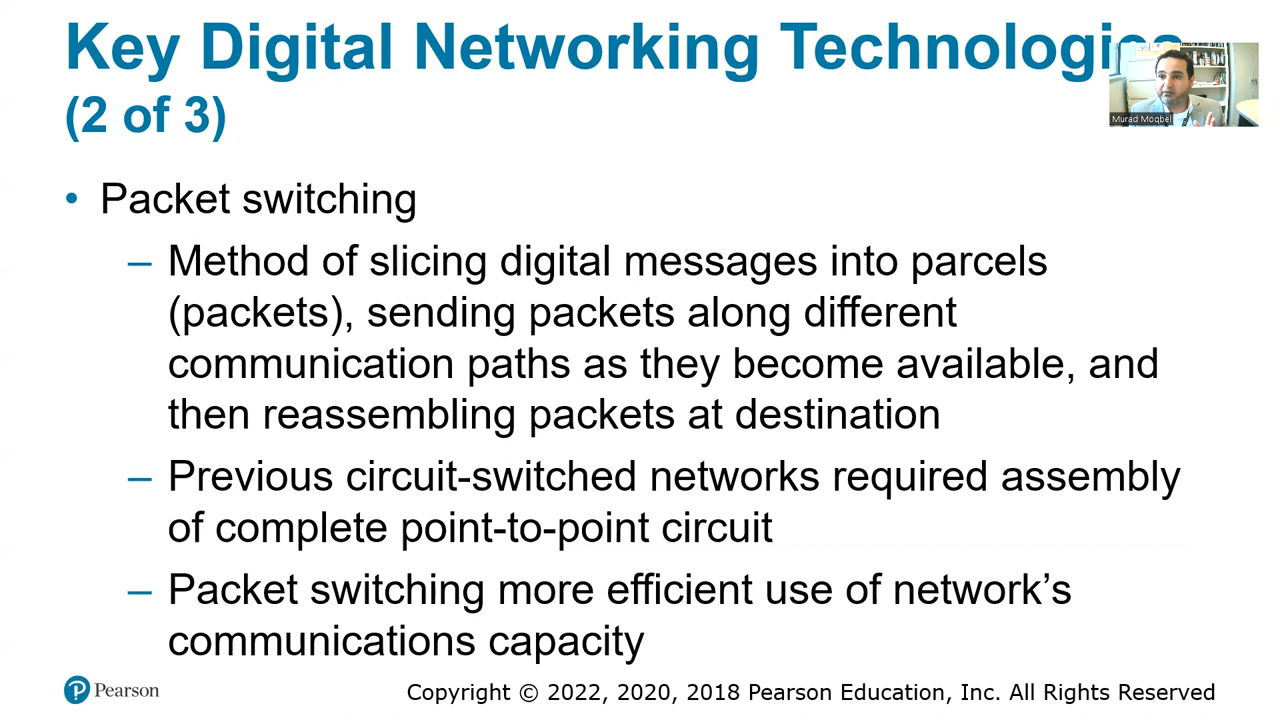 Key Digital Networking Technologies
(2 of 3)
Murad Moqbel
• Packet switching
– Method of slicing digital messages into parcels
(packets), sending packets along different
communication paths as they become available, and
then reassembling packets at destination
– Previous circuit-switched networks required assembly
of complete point-to-point circuit
– Packet switching more efficient use of network’s
communications capacity
Pearson
Copyright © 2022, 2020, 2018 Pearson Education, Inc. All Rights Reserved